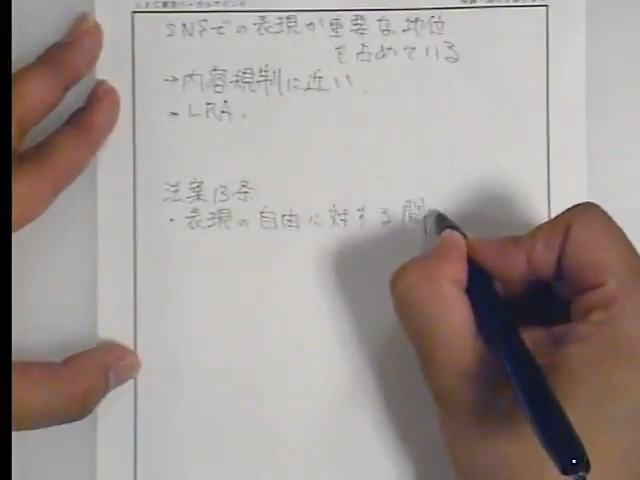 SNSでの表現が重要な地位
を占めている
→内容規制に近い.
→LRA.
法案13条
・表現の自由に対する間